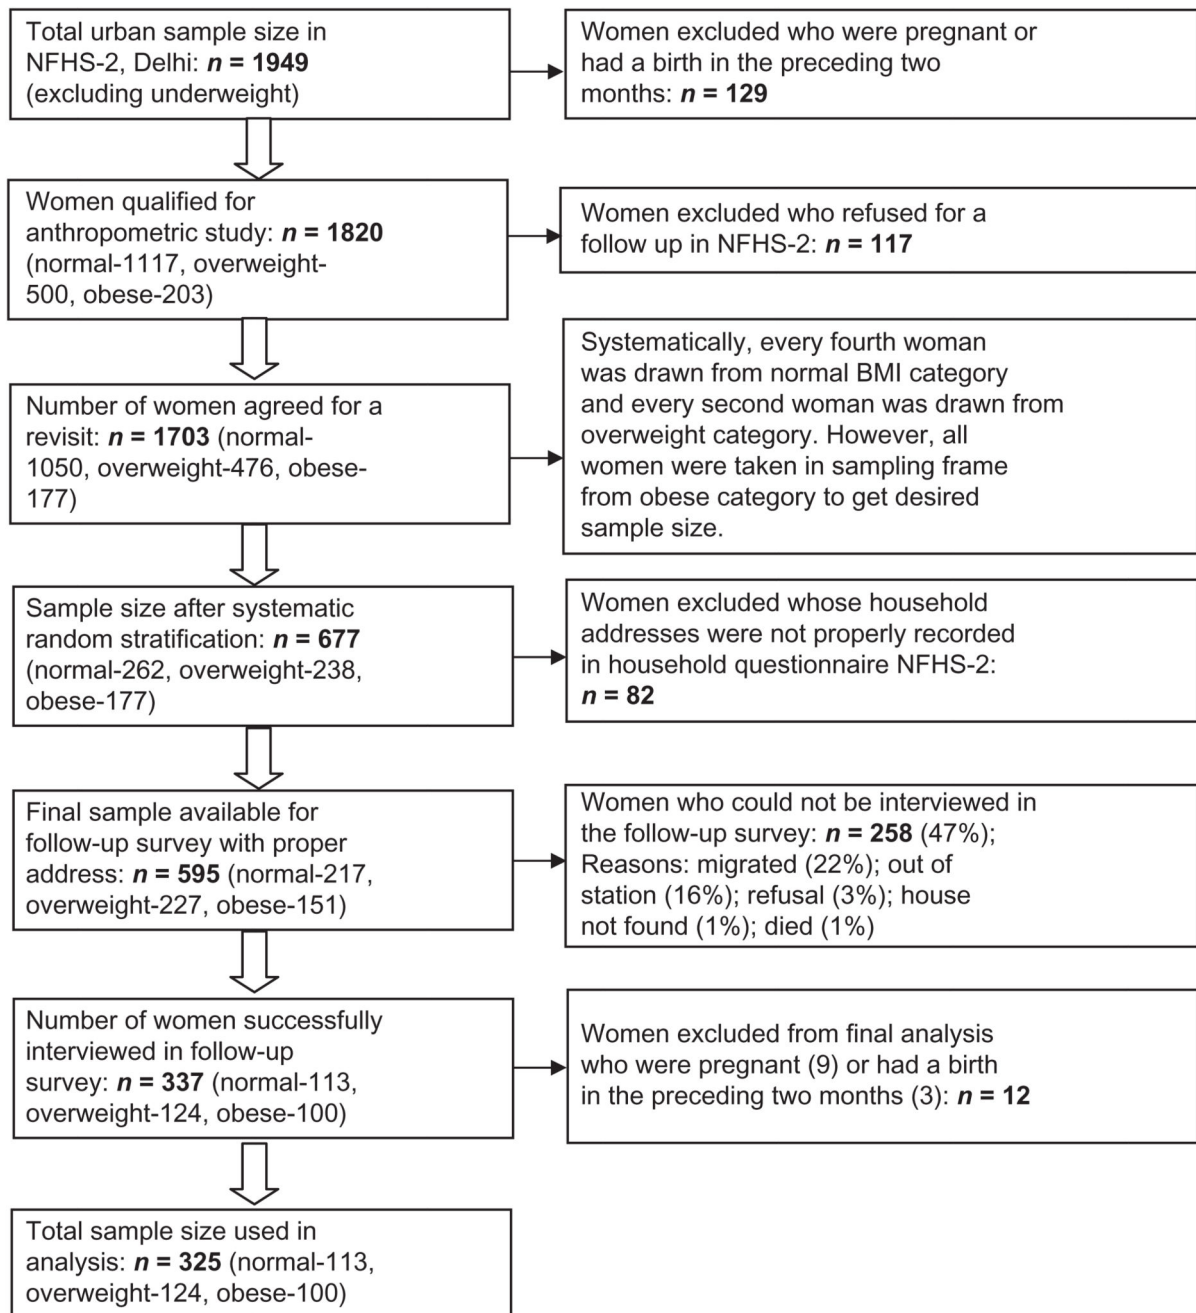 Total urban sample size in
NFHS-2, Delhi: n = 1949
(excluding underweight)
Women excluded who were pregnant or
had a birth in the preceding two
months: n = 129
Women qualified for
anthropometric study: n = 1820
(normal-1117, overweight-
500, obese-203)
Women excluded who refused for a
follow up in NFHS-2: n = 117
Number of women agreed for a
revisit: n = 1703 (normal-
1050, overweight-476, obese-
177)
Systematically, every fourth woman
was drawn from normal BMI category
and every second woman was drawn from
overweight category. However, all
women were taken in sampling frame
from obese category to get desired
sample size.
Sample size after systematic
random stratification: n = 677
(normal-262, overweight-238,
obese-177)
Women excluded whose household
addresses were not properly recorded
in household questionnaire NFHS-2:
n = 82
Final sample available for
follow-up survey with proper
address: n = 595 (normal-217,
overweight-227, obese-151)
Women who could not be interviewed in
the follow-up survey: n = 258 (47%);
Reasons: migrated (22%); out of
station (16%); refusal (3%); house
not found (1%); died (1%)
Number of women successfully
interviewed in follow-up
survey: n = 337 (normal-113,
overweight-124, obese-100)
Women excluded from final analysis
who were pregnant (9) or had a birth
in the preceding two months (3): n = 12
Total sample size used in
analysis: n = 325 (normal-113,
overweight-124, obese-100)